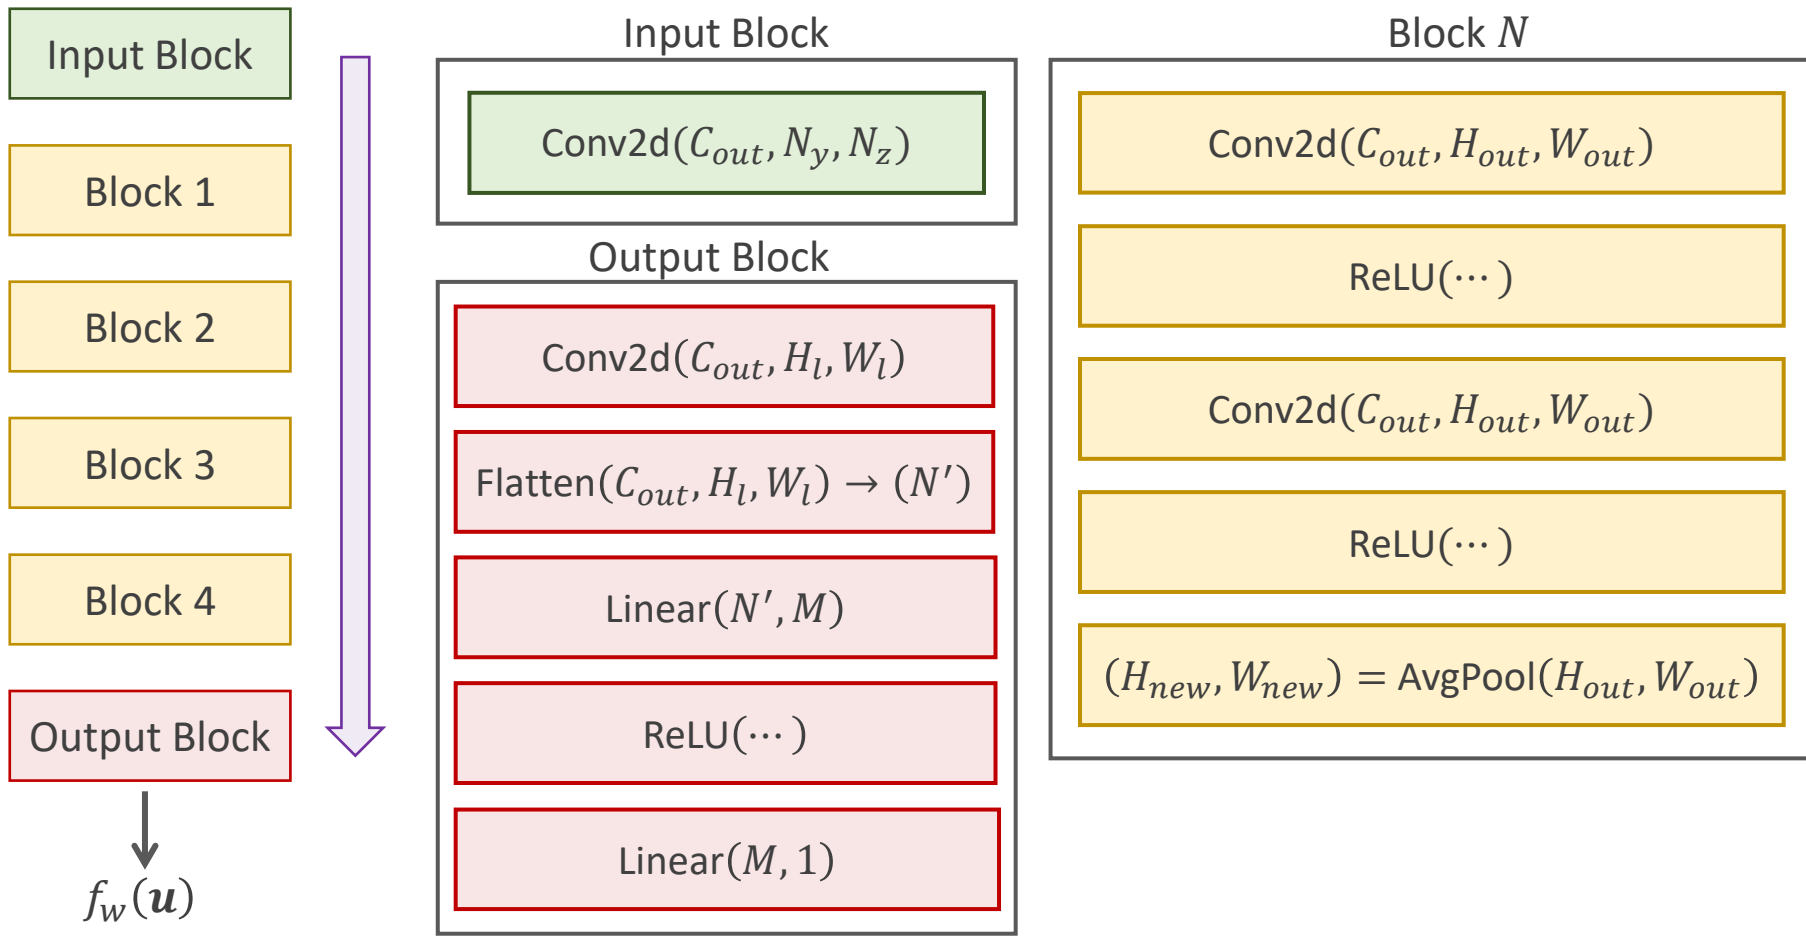 Input Block
Block 1
Block 2
Block 3
Block 4
Output Block
f_w(u)
Input Block
Conv2d(C_out, N_y, N_z)
Output Block
Conv2d(C_out, H_l, W_l)
Flatten(C_out, H_l, W_l) → (N′)
Linear(N′, M)
ReLU(⋯)
Linear(M, 1)
Block N
Conv2d(C_out, H_out, W_out)
ReLU(⋯)
Conv2d(C_out, H_out, W_out)
ReLU(⋯)
(H_new, W_new) = AvgPool(H_out, W_out)